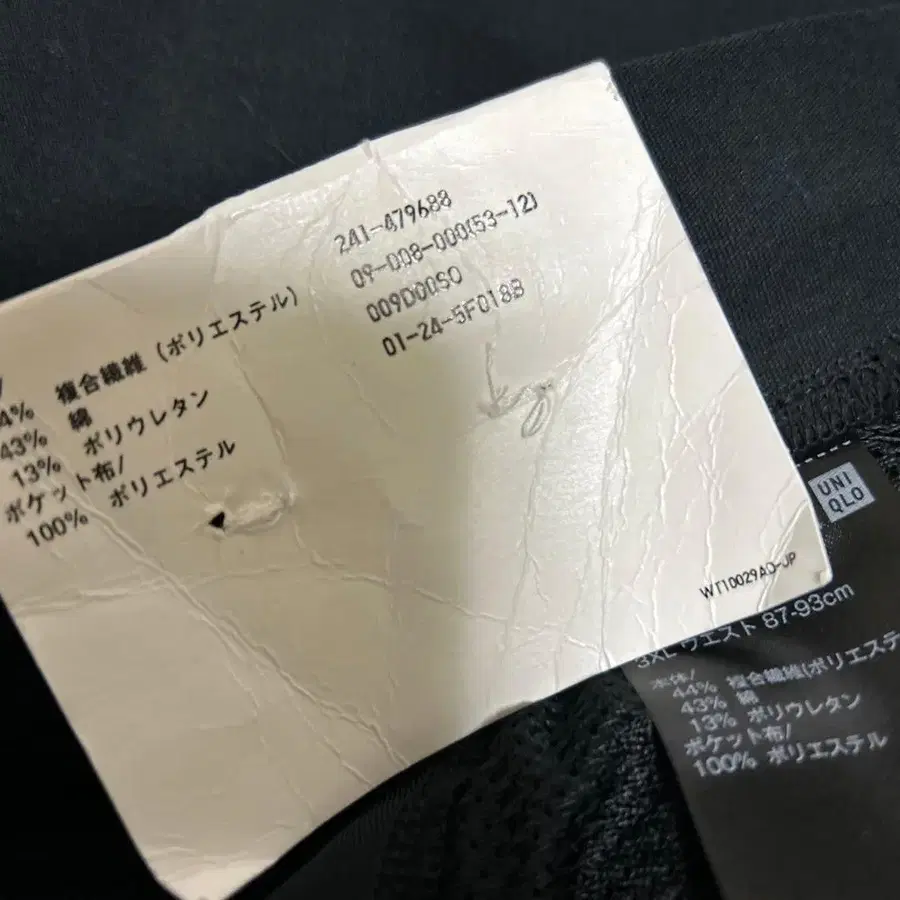 241-479688
09-008-000(53-12)
009D00SO
01-24-5F018B
4% 複合繊維 (ポリエステル)
43% 綿
13% ポリウレタン
ポケット布/
100% ポリエステル
WT10029AO-JP
UNI
QLO
3XL ウエスト 87-93cm
本体/
44% 複合繊維(ポリエステ
43% 綿
13% ポリウレタン
ポケット布/
100% ポリエステル